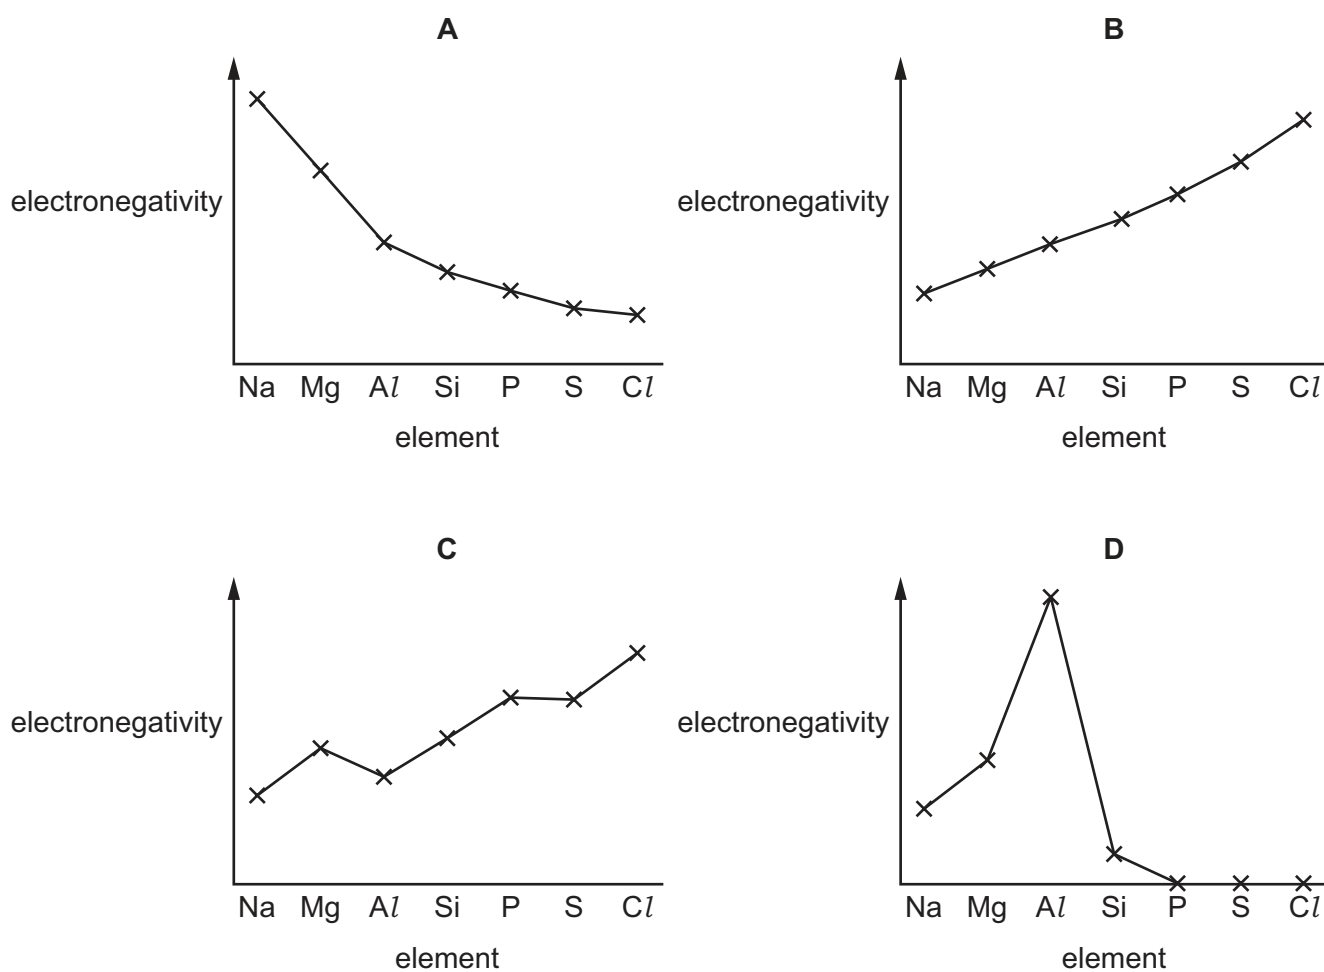 A
B
electronegativity
electronegativity
Na Mg Al Si P S Cl
Na Mg Al Si P S Cl
element
element
C
D
electronegativity
electronegativity
Na Mg Al Si P S Cl
Na Mg Al Si P S Cl
element
element